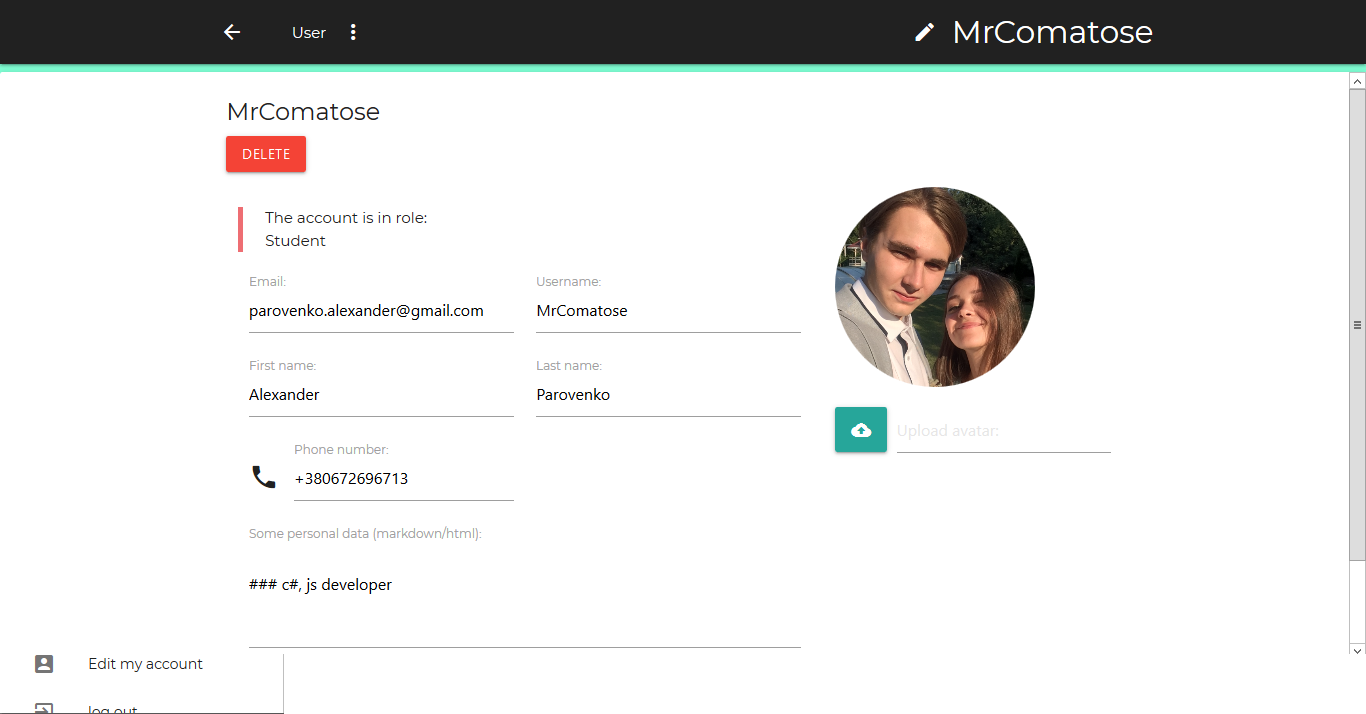 User
MrComatose
MrComatose
DELETE
The account is in role:
Student
Email:
Username:
parovenko.alexander@gmail.com
MrComatose
First name:
Last name:
Alexander
Parovenko
Upload avatar:
Phone number:
+380672696713
Some personal data (markdown/html):
### c#, js developer
Edit my account
log out